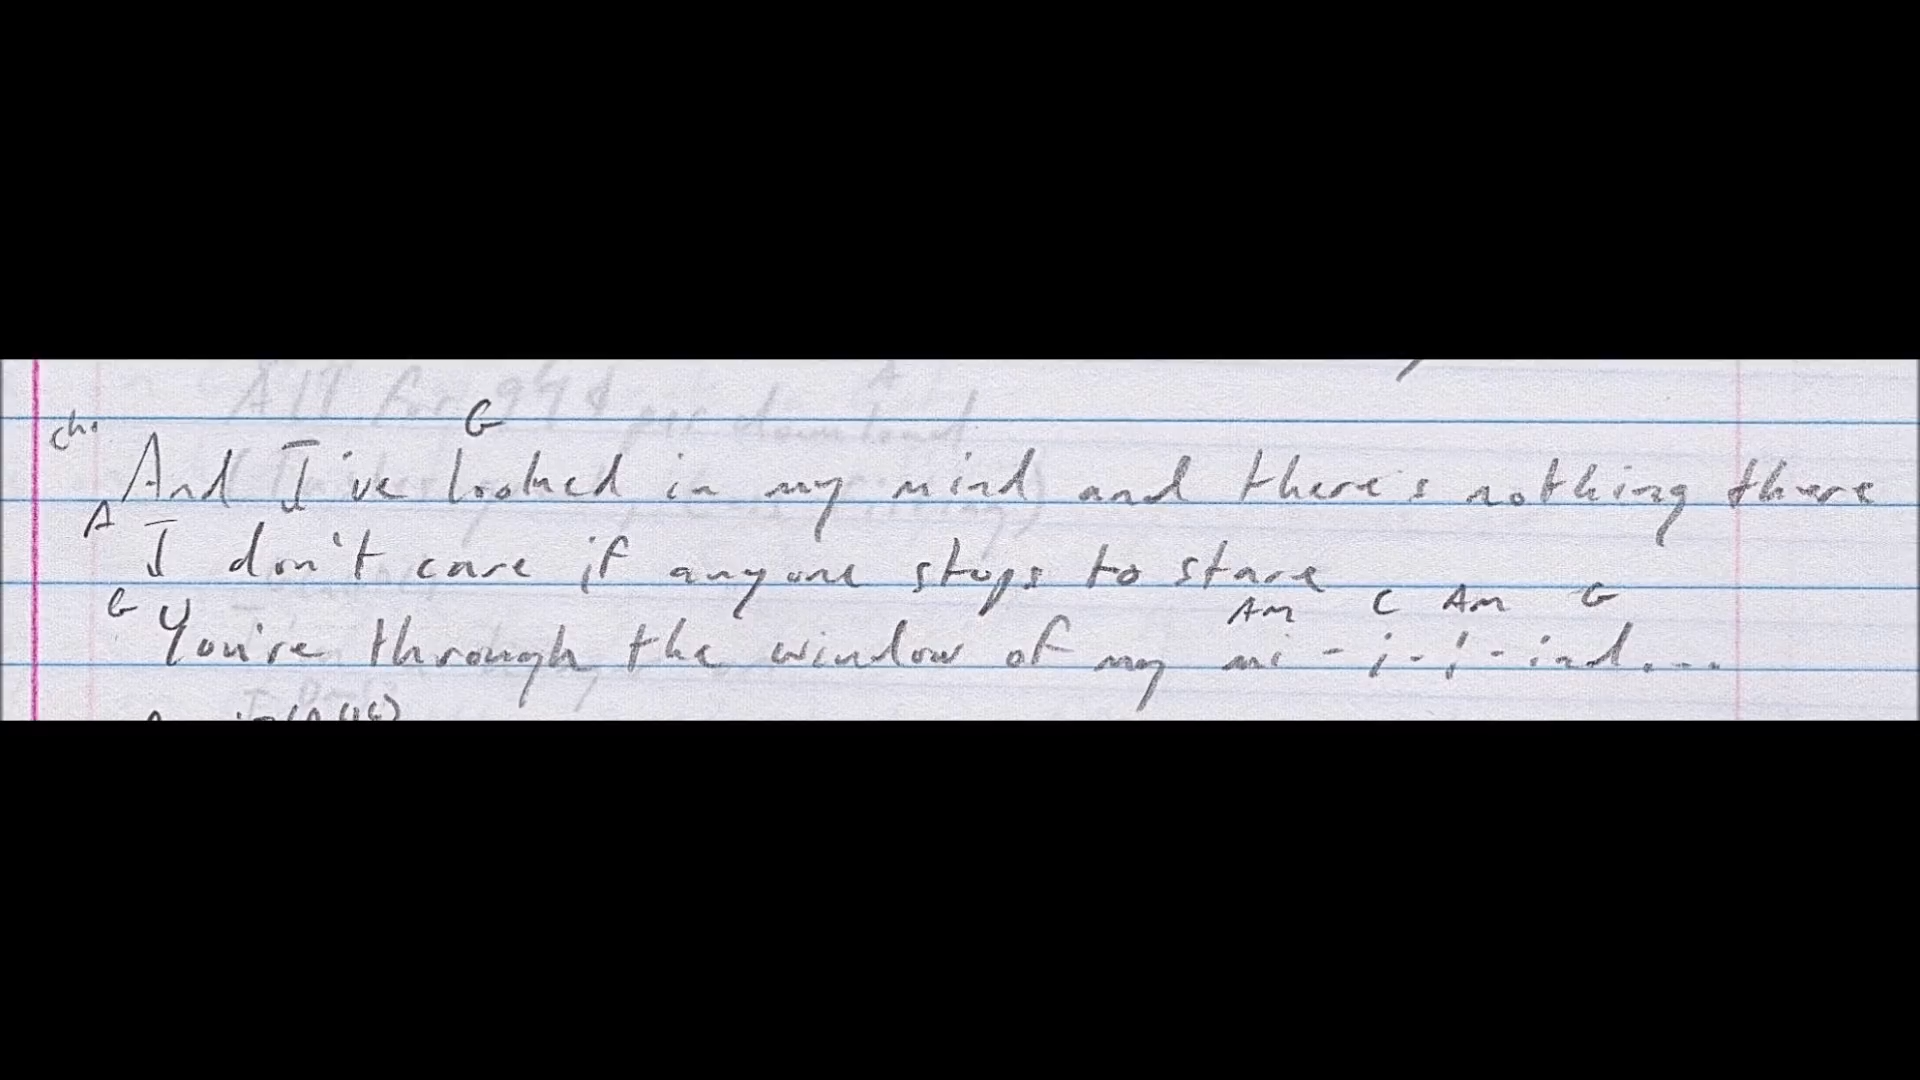 G
ch.
And I've looked in my mind and there's nothing there
A
I don't care if anyone stops to stare
Am C Am G
G
You're through the window of my mi-i-i-ind...